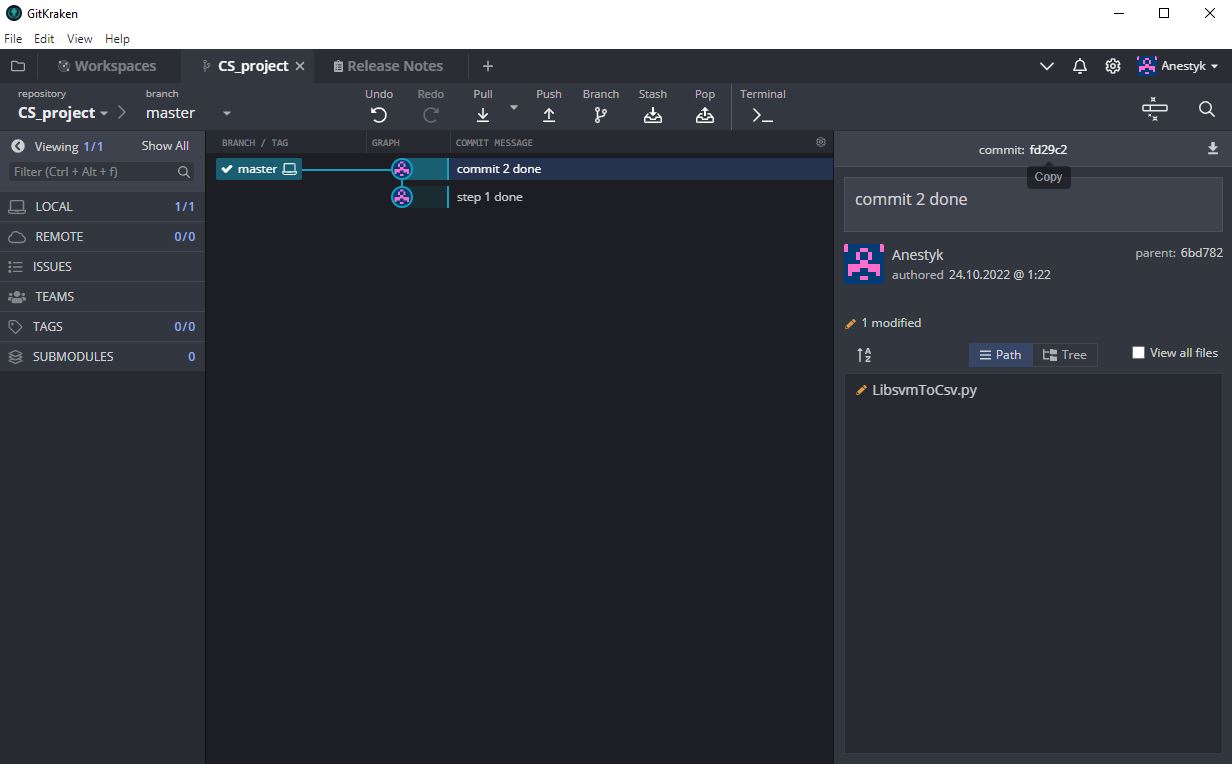 GitKraken
File Edit View Help
Workspaces CS_project Release Notes Anestyk
repository branch Undo Redo Pull Push Branch Stash Pop Terminal
CS_project master
Viewing 1/1 Show All
Filter (Ctrl + Alt + f)
LOCAL 1/1
REMOTE 0/0
ISSUES
TEAMS
TAGS 0/0
SUBMODULES 0
BRANCH / TAG GRAPH COMMIT MESSAGE
master commit 2 done
step 1 done
commit: fd29c2
Copy
commit 2 done
Anestyk parent: 6bd782
authored 24.10.2022 @ 1:22
1 modified
A Z Path Tree View all files
LibsvmToCsv.py